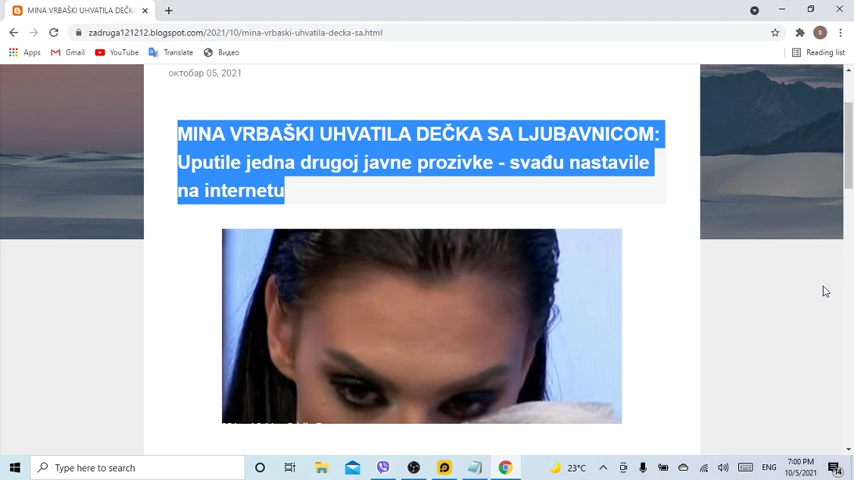 MINA VRBAŠKI UHVATILA DEČKA
zadruga121212.blogspot.com/2021/10/mina-vrbaski-uhvatila-decka-sa.html
B
Apps
Gmail
YouTube
Translate
Видео
Reading list
октобар 05, 2021
MINA VRBAŠKI UHVATILA DEČKA SA LJUBAVNICOM:
Uputile jedna drugoj javne prozivke - svađu nastavile
na internetu
Type here to search
23°C
ENG
7:00 PM
10/5/2021
14